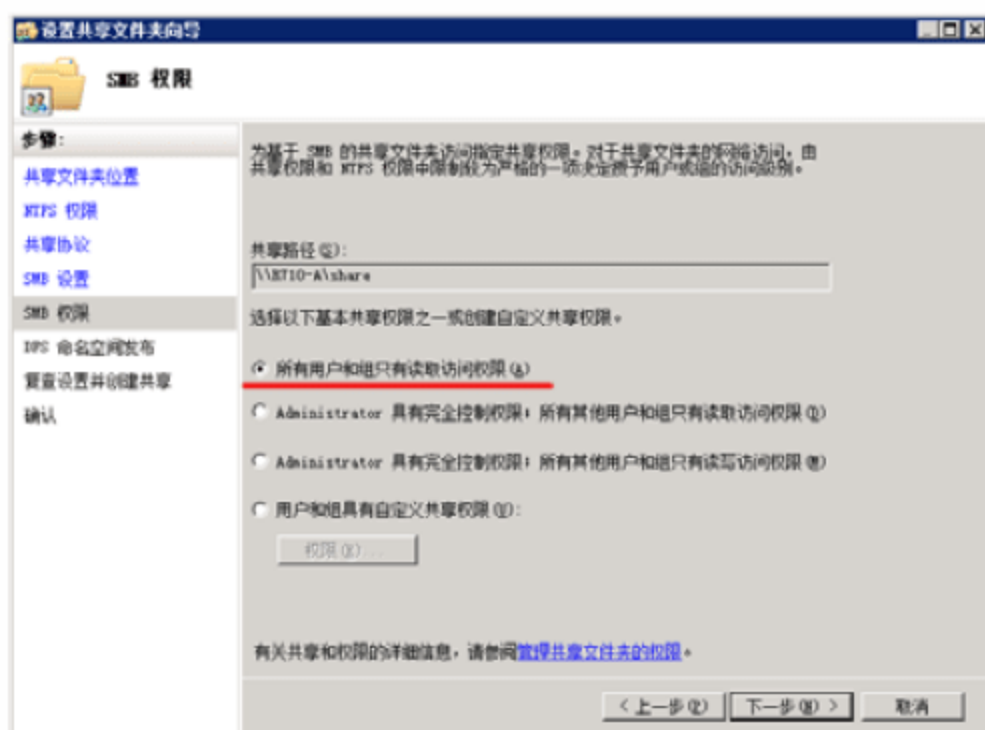 设置共享文件夹向导
SMB 权限
步骤:
共享文件夹位置
NTFS 权限
共享协议
SMB 设置
SMB 权限
DFS 命名空间发布
复查设置并创建共享
确认
为基于 SMB 的共享文件夹访问指定共享权限。对于共享文件夹的网络访问，由
共享权限和 NTFS 权限中限制较为严格的一项决定授予用户或组的访问级别。
共享路径(S):
\\RT10-A\share
选择以下基本共享权限之一或创建自定义共享权限。
所有用户和组只有读取访问权限(A)
Administrator 具有完全控制权限；所有其他用户和组只有读取访问权限(D)
Administrator 具有完全控制权限；所有其他用户和组只有读写访问权限(M)
用户和组具有自定义共享权限(U):
权限(E)...
有关共享和权限的详细信息，请参阅管理共享文件夹的权限。
< 上一步(P)
下一步(N) >
取消